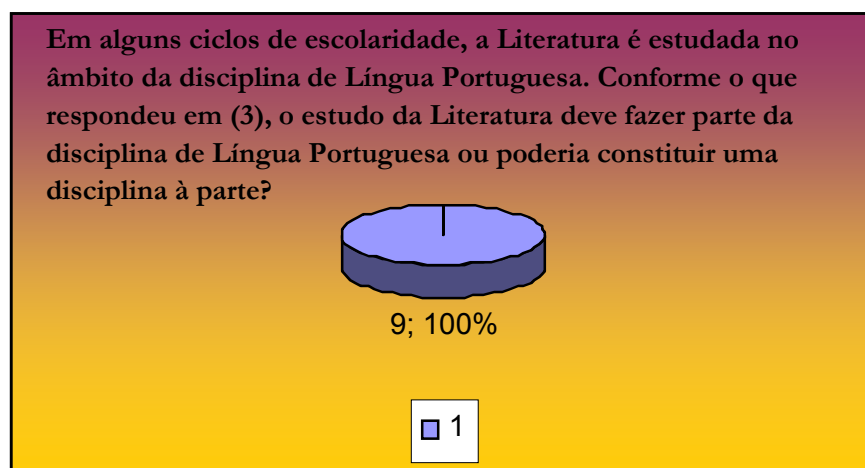 Em alguns ciclos de escolaridade, a Literatura é estudada no
âmbito da disciplina de Língua Portuguesa. Conforme o que
respondeu em (3), o estudo da Literatura deve fazer parte da
disciplina de Língua Portuguesa ou poderia constituir uma
disciplina à parte?
9; 100%
1